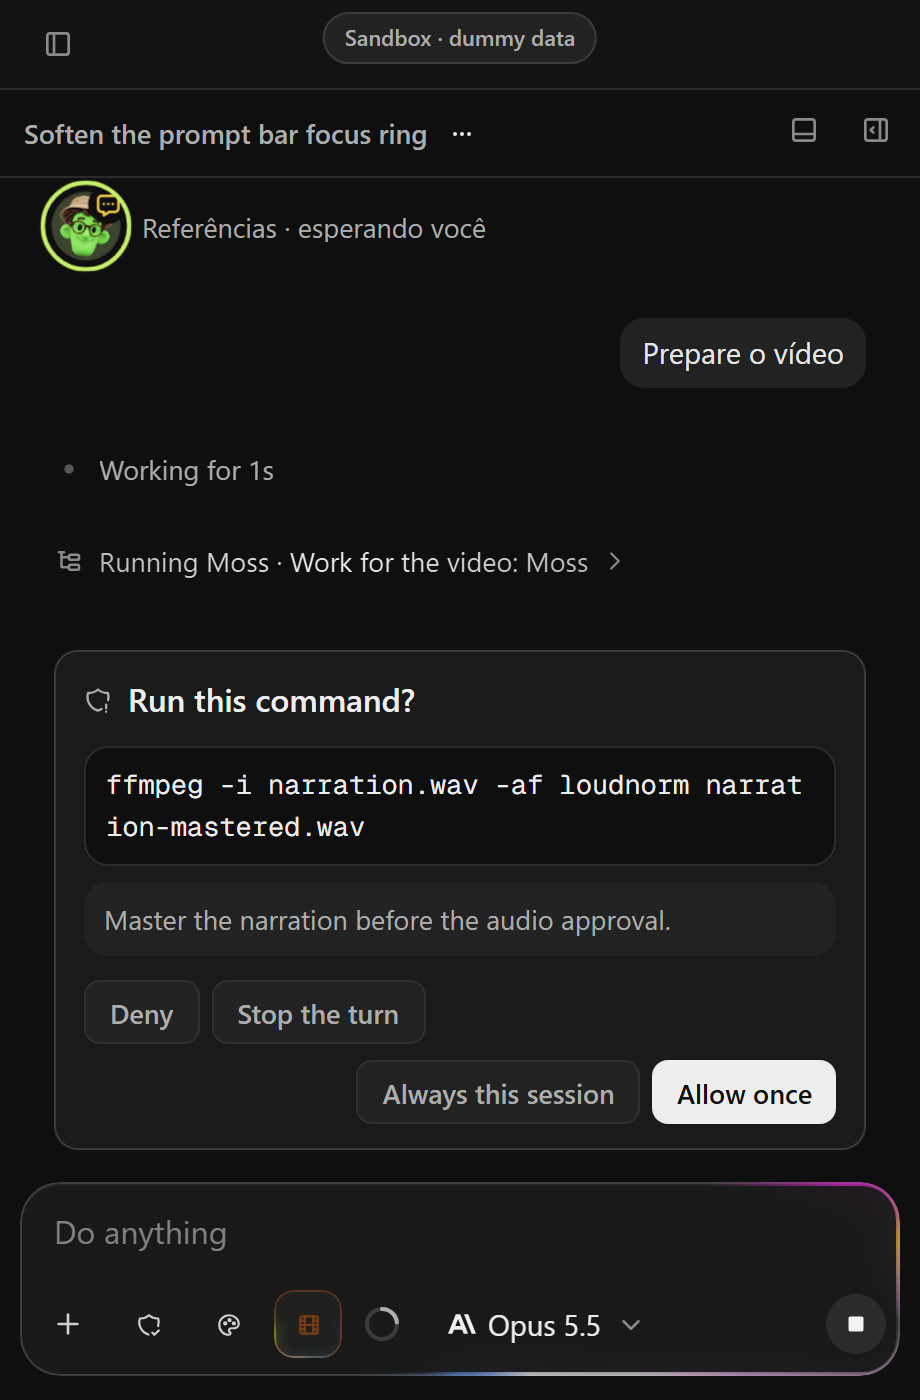 Sandbox · dummy data
Soften the prompt bar focus ring ···
Referências · esperando você
Prepare o vídeo
Working for 1s
Running Moss · Work for the video: Moss
Run this command?
ffmpeg -i narration.wav -af loudnorm narrat
ion-mastered.wav
Master the narration before the audio approval.
Deny
Stop the turn
Always this session
Allow once
Do anything
Opus 5.5